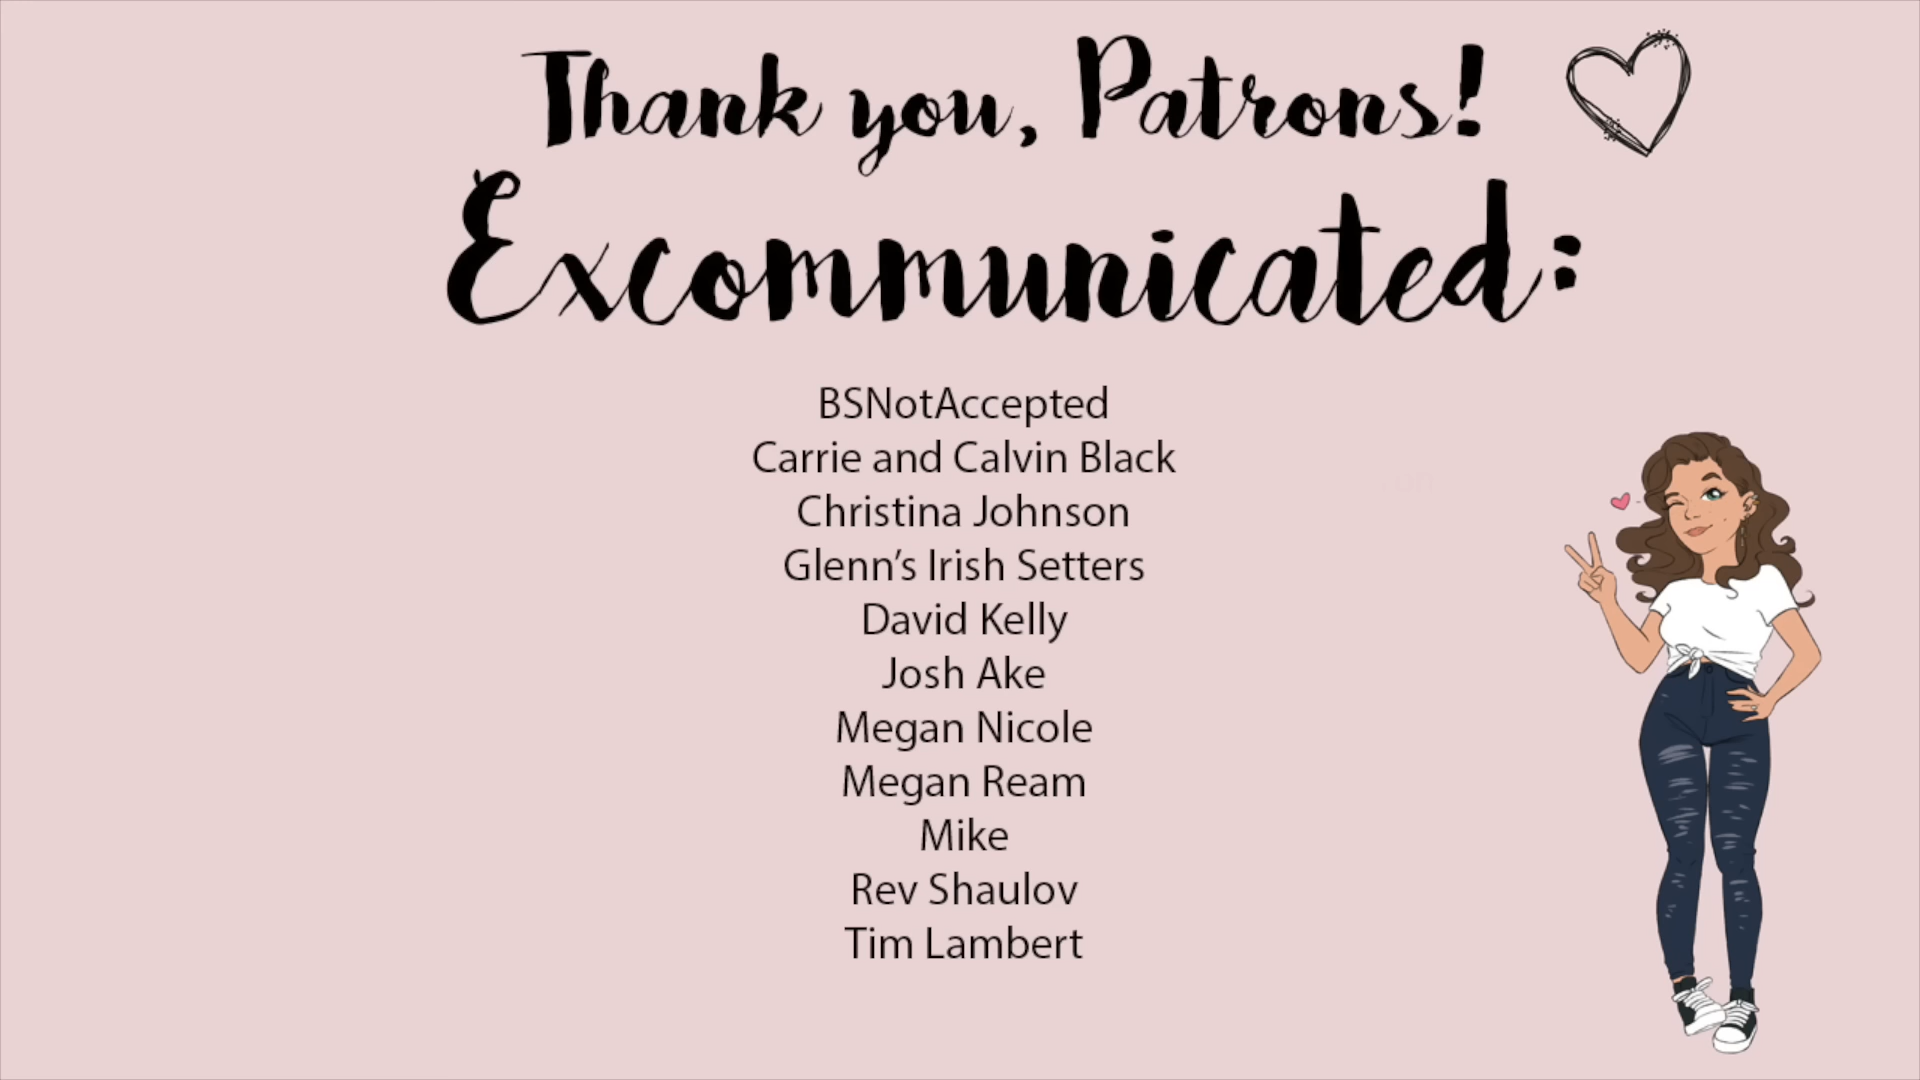 Thank you, Patrons!
Excommunicated:
BSNotAccepted
Carrie and Calvin Black
Christina Johnson
Glenn’s Irish Setters
David Kelly
Josh Ake
Megan Nicole
Megan Ream
Mike
Rev Shaulov
Tim Lambert